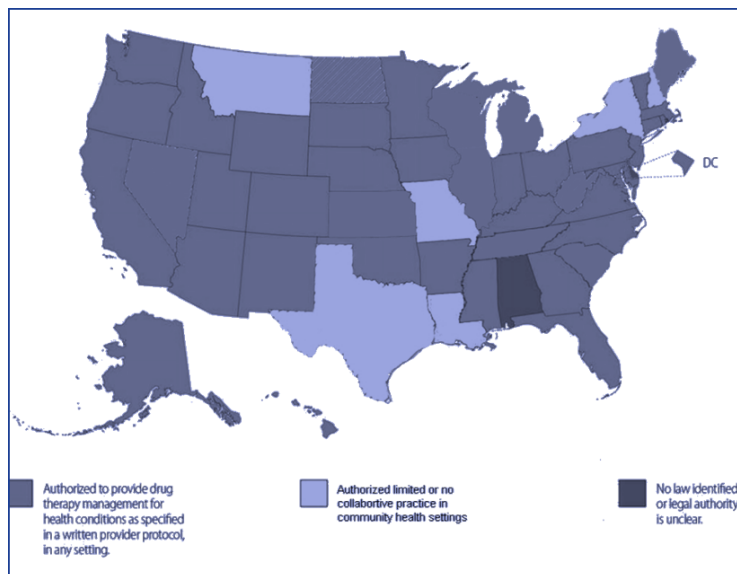 DC
Authorized to provide drug
therapy management for
health conditions as specified
in a written provider protocol,
in any setting.
Authorized limited or no
collabortive practice in
community health settings
No law identified
or legal authority
is unclear.